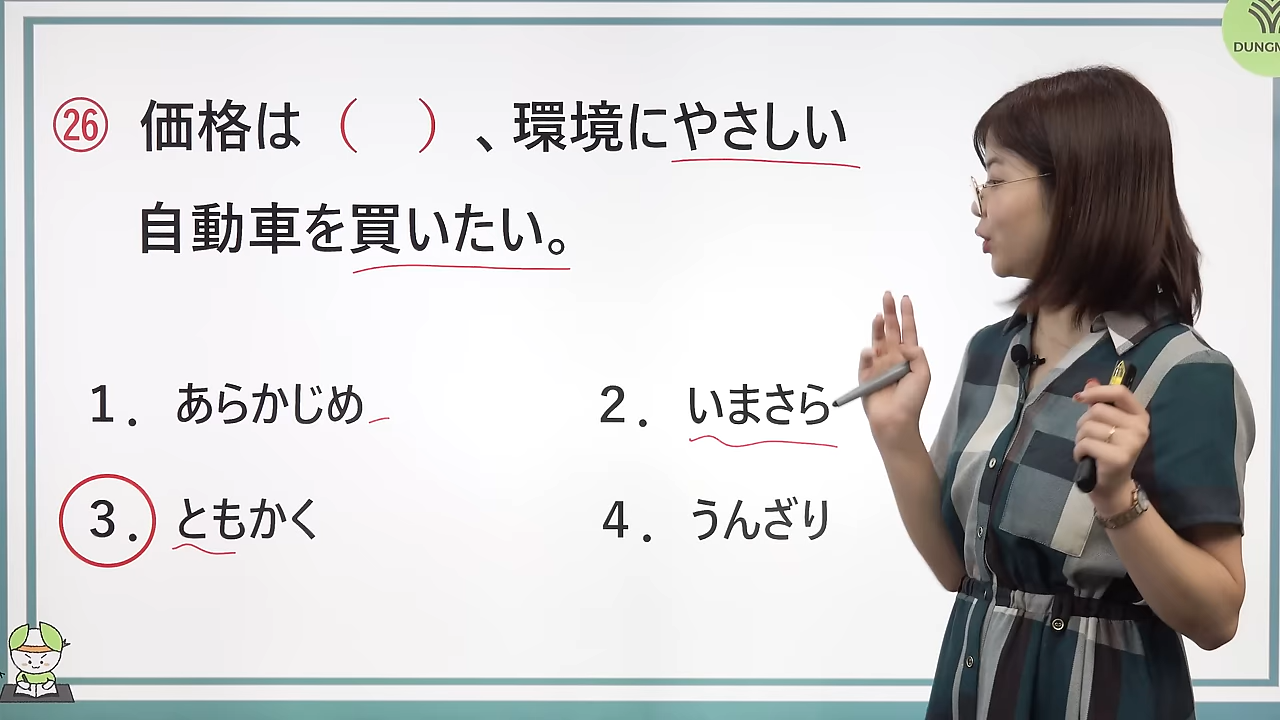 DUNGM
㉖ 価格は（　）、環境にやさしい
自動車を買いたい。
1. あらかじめ
2. いまさら
3. ともかく
4. うんざり